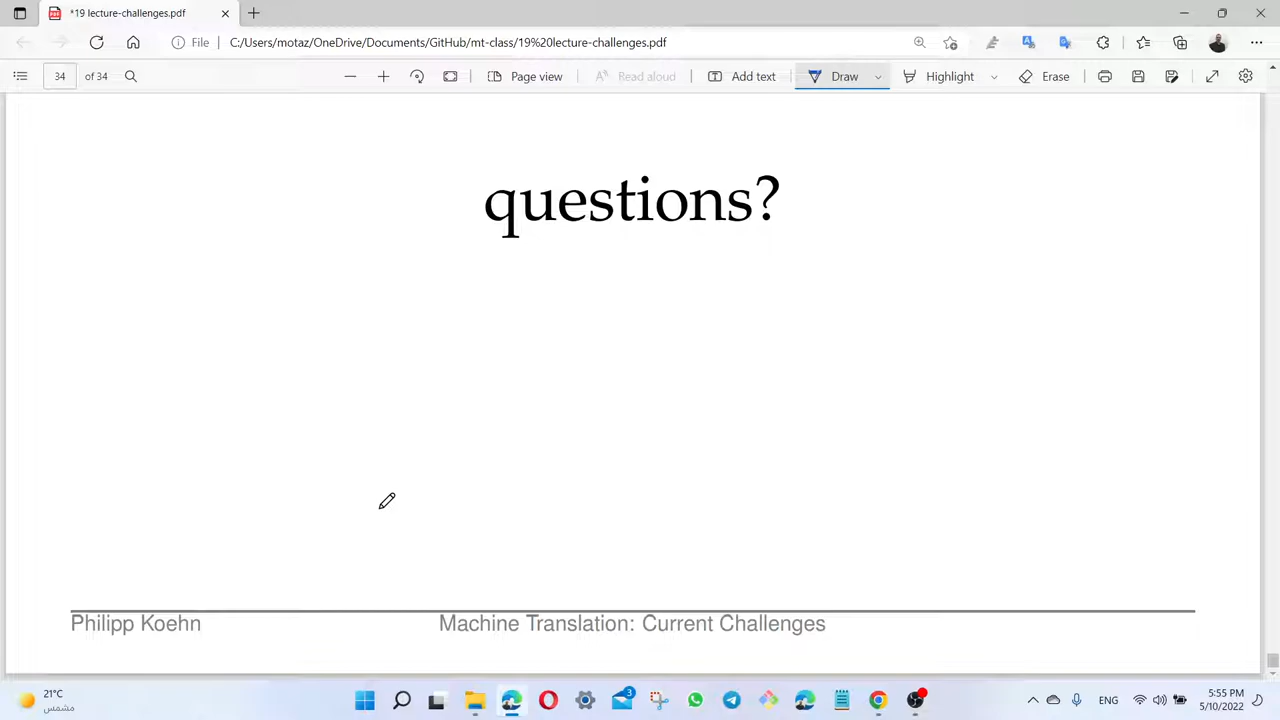 *19 lecture-challenges.pdf
File C:/Users/motaz/OneDrive/Documents/GitHub/mt-class/19%20lecture-challenges.pdf
34 of 34 Page view Read aloud Add text Draw Highlight Erase
questions?
Philipp Koehn Machine Translation: Current Challenges
21°C
مشمس
3
ENG
5:55 PM
5/10/2022